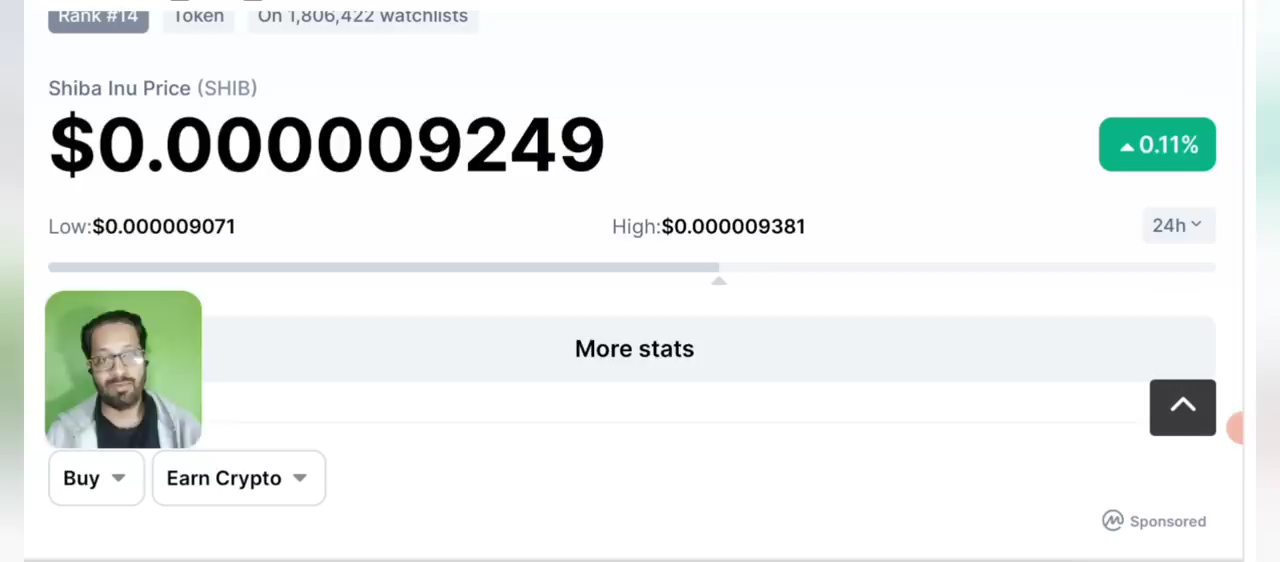 Rank #14 Token On 1,806,422 watchlists
Shiba Inu Price (SHIB)
$0.000009249
0.11%
Low:$0.000009071 High:$0.000009381 24h
More stats
Buy Earn Crypto
Sponsored